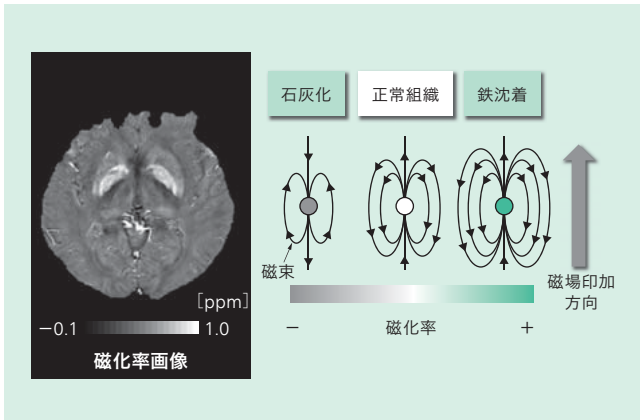 石灰化
正常組織
鉄沈着
磁束
磁場印加
方向
[ppm]
−0.1 1.0
− 磁化率 +
磁化率画像